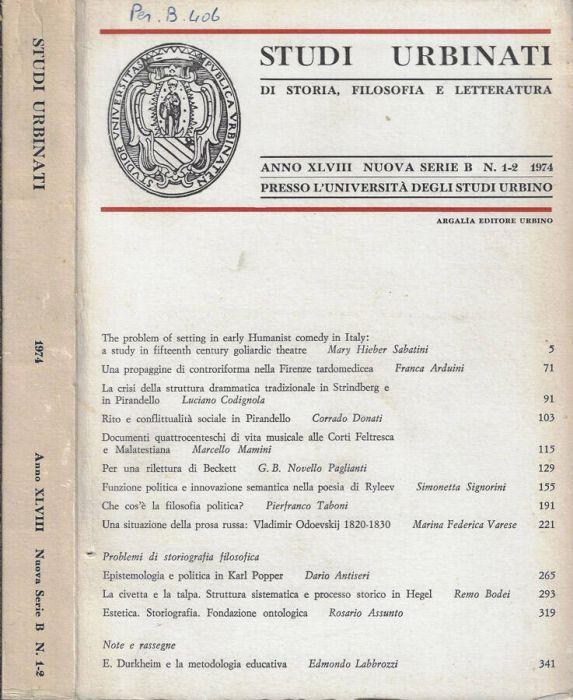 Per. B. 406
STUDI URBINATI
DI STORIA, FILOSOFIA E LETTERATURA
STUDIOR UNIVERSITAS PUBLICA URBINATEN
ANNO XLVIII NUOVA SERIE B N. 1-2 1974
PRESSO L'UNIVERSITÀ DEGLI STUDI URBINO
ARGALÌA EDITORE URBINO
The problem of setting in early Humanist comedy in Italy:
a study in fifteenth century goliardic theatre Mary Hieber Sabatini 5
Una propaggine di controriforma nella Firenze tardomedicea Franca Arduini 71
La crisi della struttura drammatica tradizionale in Strindberg e
in Pirandello Luciano Codignola 91
Rito e conflittualità sociale in Pirandello Corrado Donati 103
Documenti quattrocenteschi di vita musicale alle Corti Feltresca
e Malatestiana Marcello Mamini 115
Per una rilettura di Beckett G. B. Novello Paglianti 129
Funzione politica e innovazione semantica nella poesia di Ryleev Simonetta Signorini 155
Che cos'è la filosofia politica? Pierfranco Taboni 191
Una situazione della prosa russa: Vladimir Odoevskij 1820-1830 Marina Federica Varese 221
Problemi di storiografia filosofica
Epistemologia e politica in Karl Popper Dario Antiseri 265
La civetta e la talpa. Struttura sistematica e processo storico in Hegel Remo Bodei 293
Estetica. Storiografia. Fondazione ontologica Rosario Assunto 319
Note e rassegne
E. Durkheim e la metodologia educativa Edmondo Labbrozzi 341
STUDI URBINATI
1974
Anno XLVIII Nuova Serie B N. 1-2